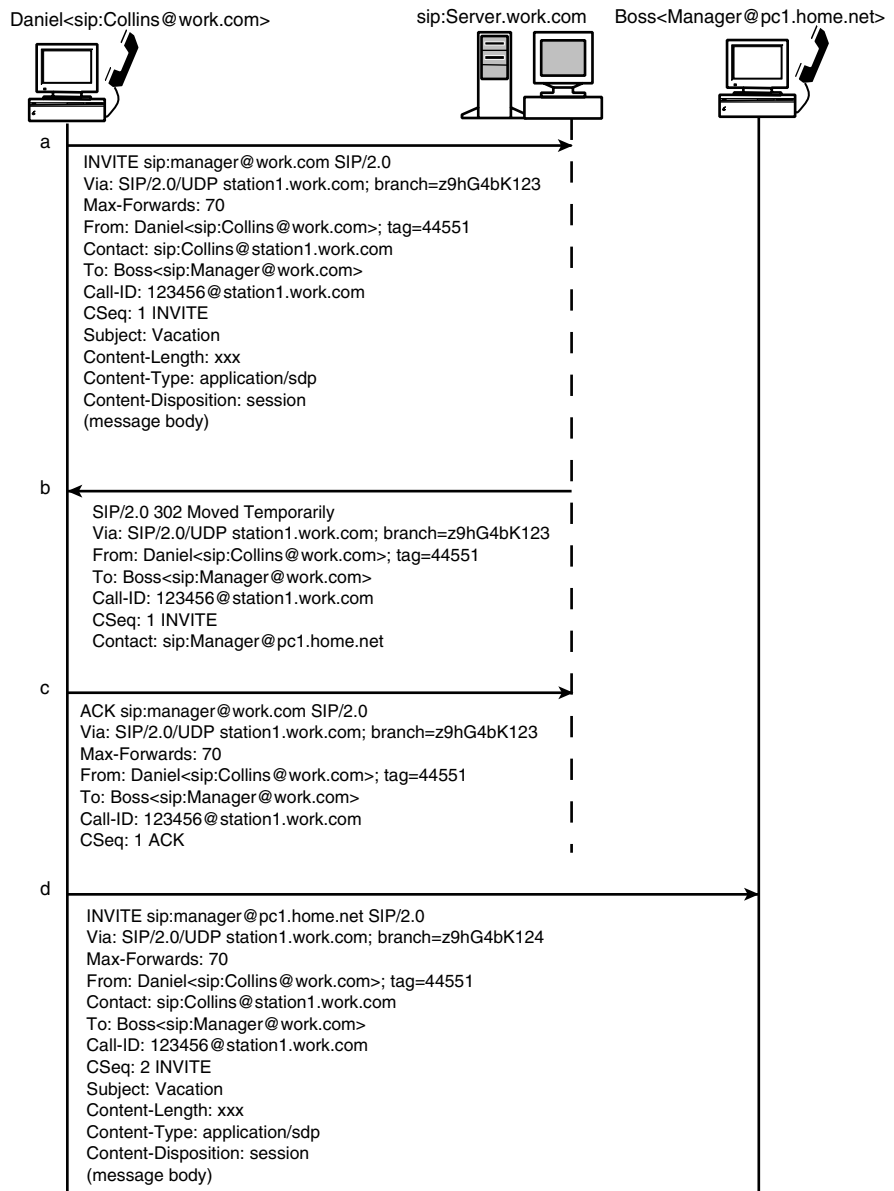 Daniel<sip:Collins@work.com>
sip:Server.work.com
Boss<Manager@pc1.home.net>
a
INVITE sip:manager@work.com SIP/2.0
Via: SIP/2.0/UDP station1.work.com; branch=z9hG4bK123
Max-Forwards: 70
From: Daniel<sip:Collins@work.com>; tag=44551
Contact: sip:Collins@station1.work.com
To: Boss<sip:Manager@work.com>
Call-ID: 123456@station1.work.com
CSeq: 1 INVITE
Subject: Vacation
Content-Length: xxx
Content-Type: application/sdp
Content-Disposition: session
(message body)
b
SIP/2.0 302 Moved Temporarily
Via: SIP/2.0/UDP station1.work.com; branch=z9hG4bK123
From: Daniel<sip:Collins@work.com>; tag=44551
To: Boss<sip:Manager@work.com>
Call-ID: 123456@station1.work.com
CSeq: 1 INVITE
Contact: sip:Manager@pc1.home.net
c
ACK sip:manager@work.com SIP/2.0
Via: SIP/2.0/UDP station1.work.com; branch=z9hG4bK123
Max-Forwards: 70
From: Daniel<sip:Collins@work.com>; tag=44551
To: Boss<sip:Manager@work.com>
Call-ID: 123456@station1.work.com
CSeq: 1 ACK
d
INVITE sip:manager@pc1.home.net SIP/2.0
Via: SIP/2.0/UDP station1.work.com; branch=z9hG4bK124
Max-Forwards: 70
From: Daniel<sip:Collins@work.com>; tag=44551
Contact: sip:Collins@station1.work.com
To: Boss<sip:Manager@work.com>
Call-ID: 123456@station1.work.com
CSeq: 2 INVITE
Subject: Vacation
Content-Length: xxx
Content-Type: application/sdp
Content-Disposition: session
(message body)